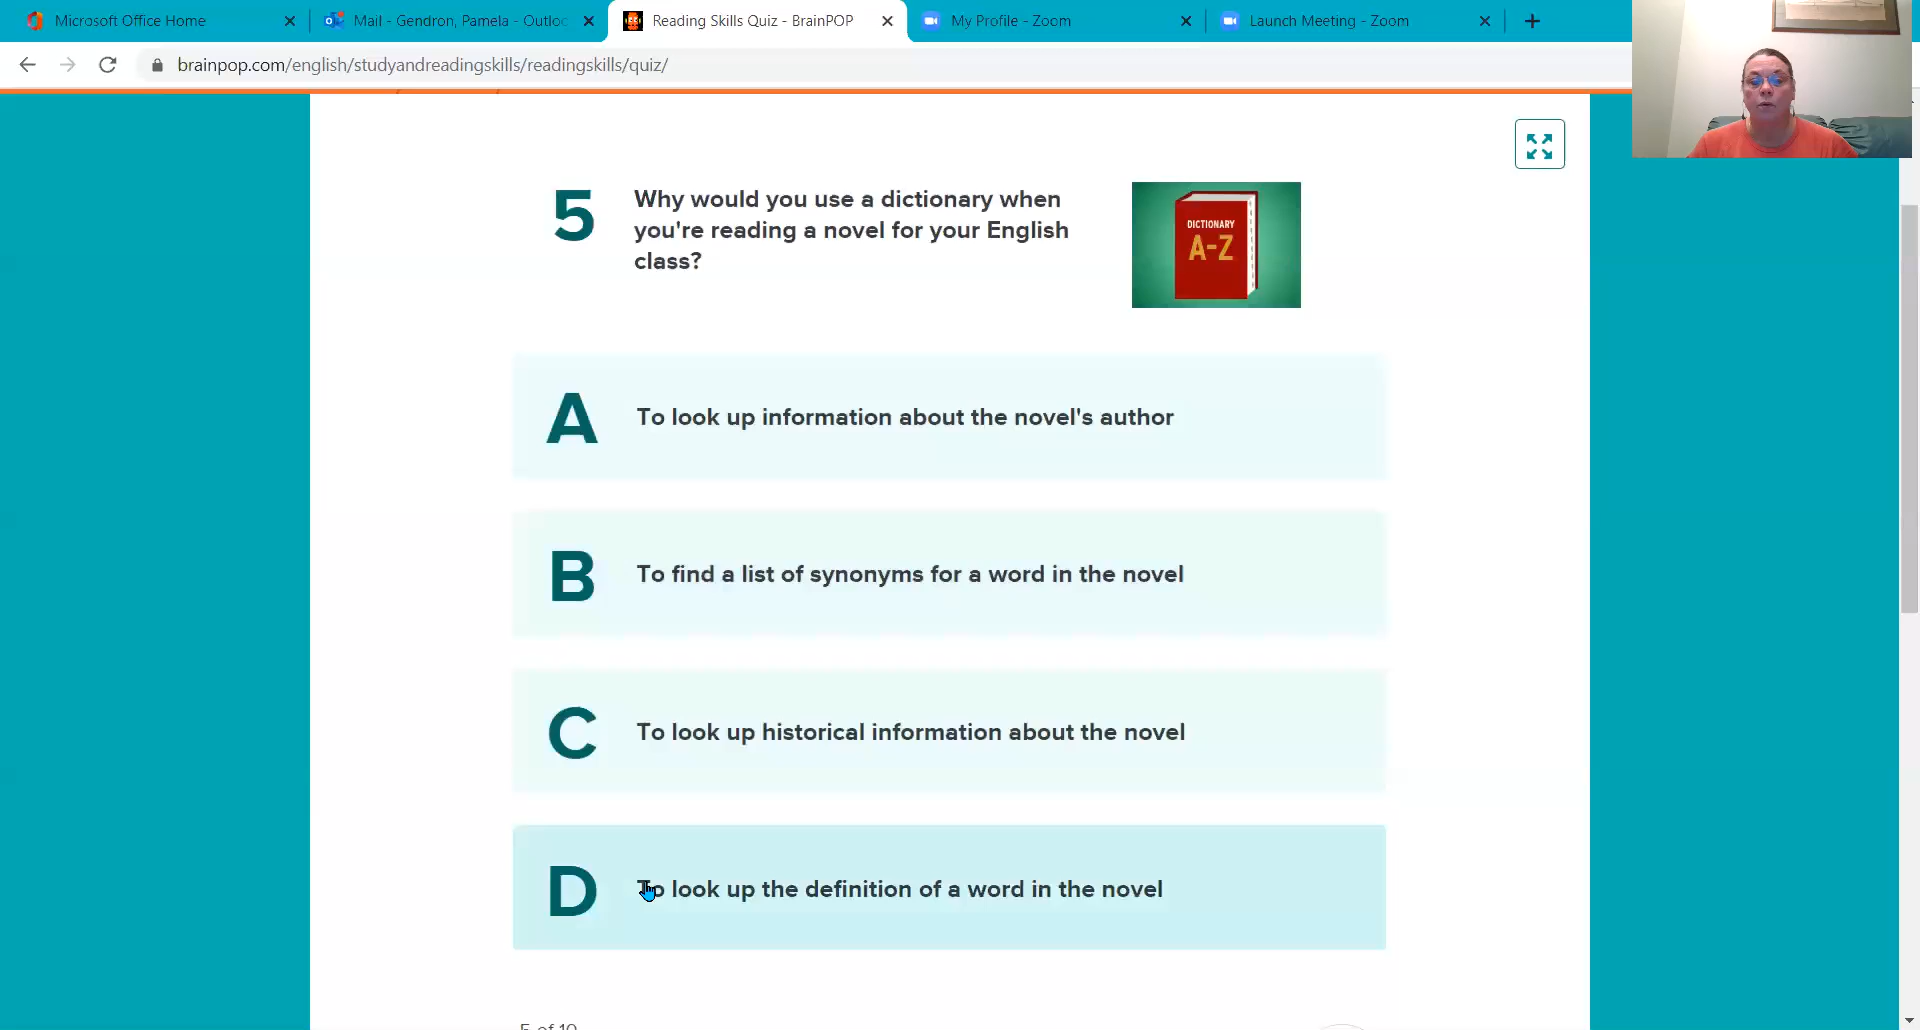 Microsoft Office Home
Mail - Gendron, Pamela - Outloo
Reading Skills Quiz - BrainPOP
My Profile - Zoom
Launch Meeting - Zoom
brainpop.com/english/studyandreadingskills/readingskills/quiz/
5
Why would you use a dictionary when
you're reading a novel for your English
class?
DICTIONARY
A-Z
A
To look up information about the novel's author
B
To find a list of synonyms for a word in the novel
C
To look up historical information about the novel
D
To look up the definition of a word in the novel
5 of 10